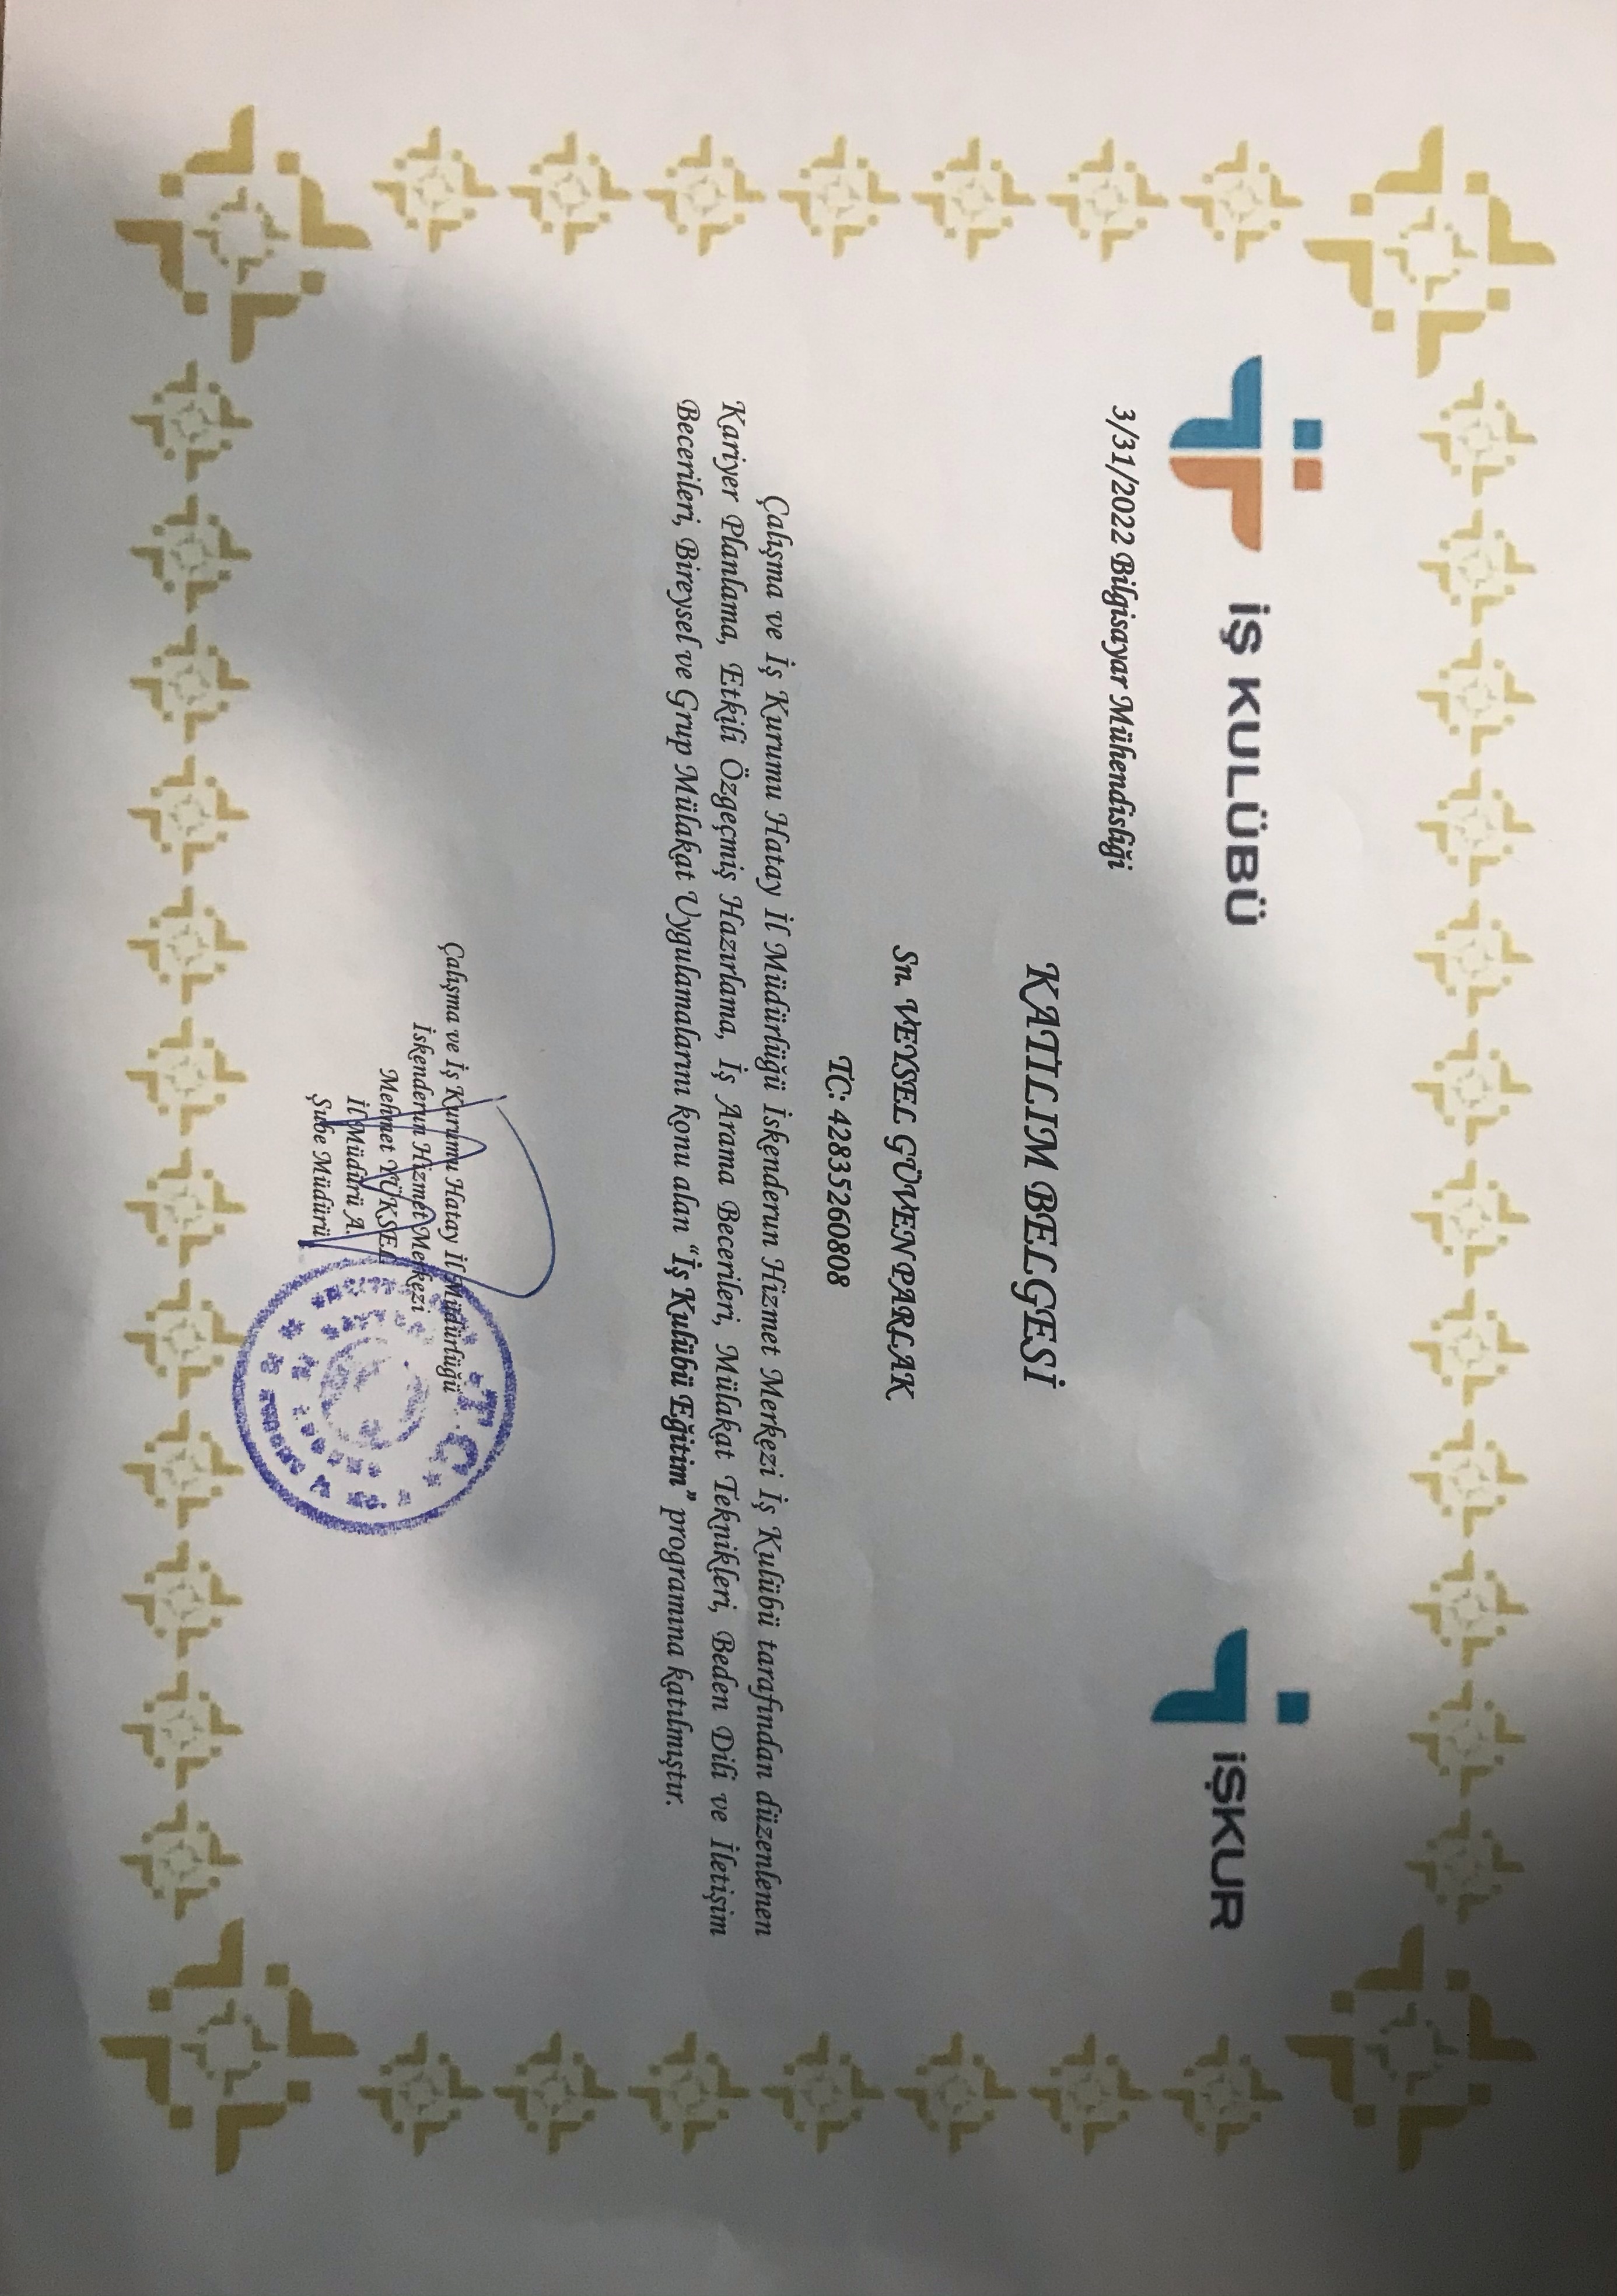 İŞ KULÜBÜ
İŞKUR
3/31/2022 Bilgisayar Mühendisliği
KATILIM BELGESİ
Sn. VEYSEL GÜVEN PARLAK
TC: 42835260808
Çalışma ve İş Kurumu Hatay İl Müdürlüğü İskenderun Hizmet Merkezi İş Kulübü tarafından düzenlenen
Kariyer Planlama, Etkili Özgeçmiş Hazırlama, İş Arama Becerileri, Mülakat Teknikleri, Beden Dili ve İletişim
Becerileri, Bireysel ve Grup Mülakat Uygulamalarını konu alan "İş Kulübü Eğitim" programına katılmıştır.
Çalışma ve İş Kurumu Hatay İl Müdürlüğü
İskenderun Hizmet Merkezi
Mehmet YÜKSEL
İl Müdürü A.
Şube Müdürü
T.C.